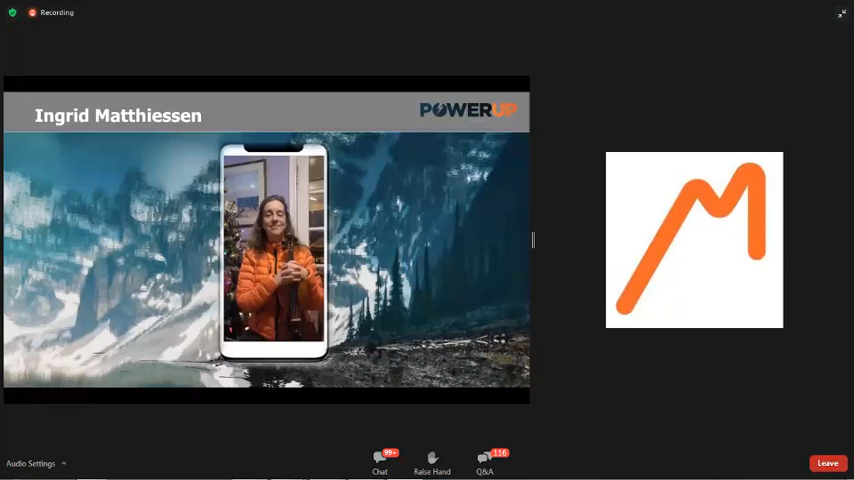 Recording
Ingrid Matthiessen
POWERUP
Audio Settings
99+
Chat
Raise Hand
116
Q&A
Leave